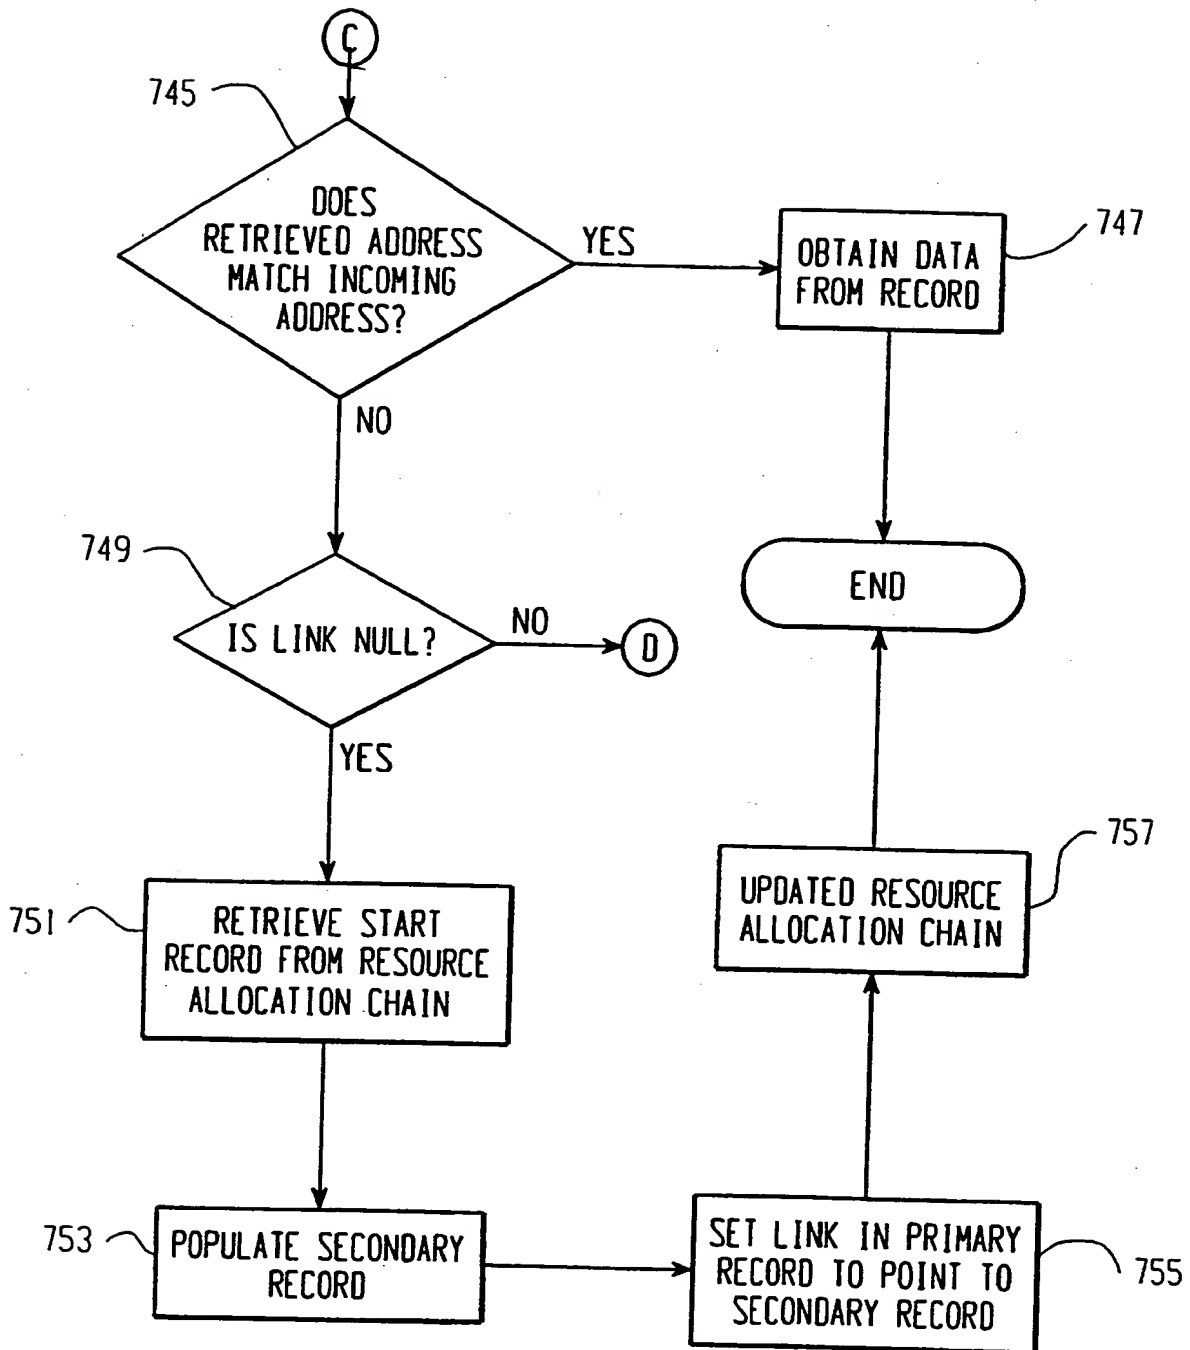 C
745
DOES
RETRIEVED ADDRESS
MATCH INCOMING
ADDRESS?
YES
OBTAIN DATA
FROM RECORD
747
NO
749
IS LINK NULL?
NO
D
END
YES
751
RETRIEVE START
RECORD FROM RESOURCE
ALLOCATION CHAIN
757
UPDATED RESOURCE
ALLOCATION CHAIN
753
POPULATE SECONDARY
RECORD
SET LINK IN PRIMARY
RECORD TO POINT TO
SECONDARY RECORD
755